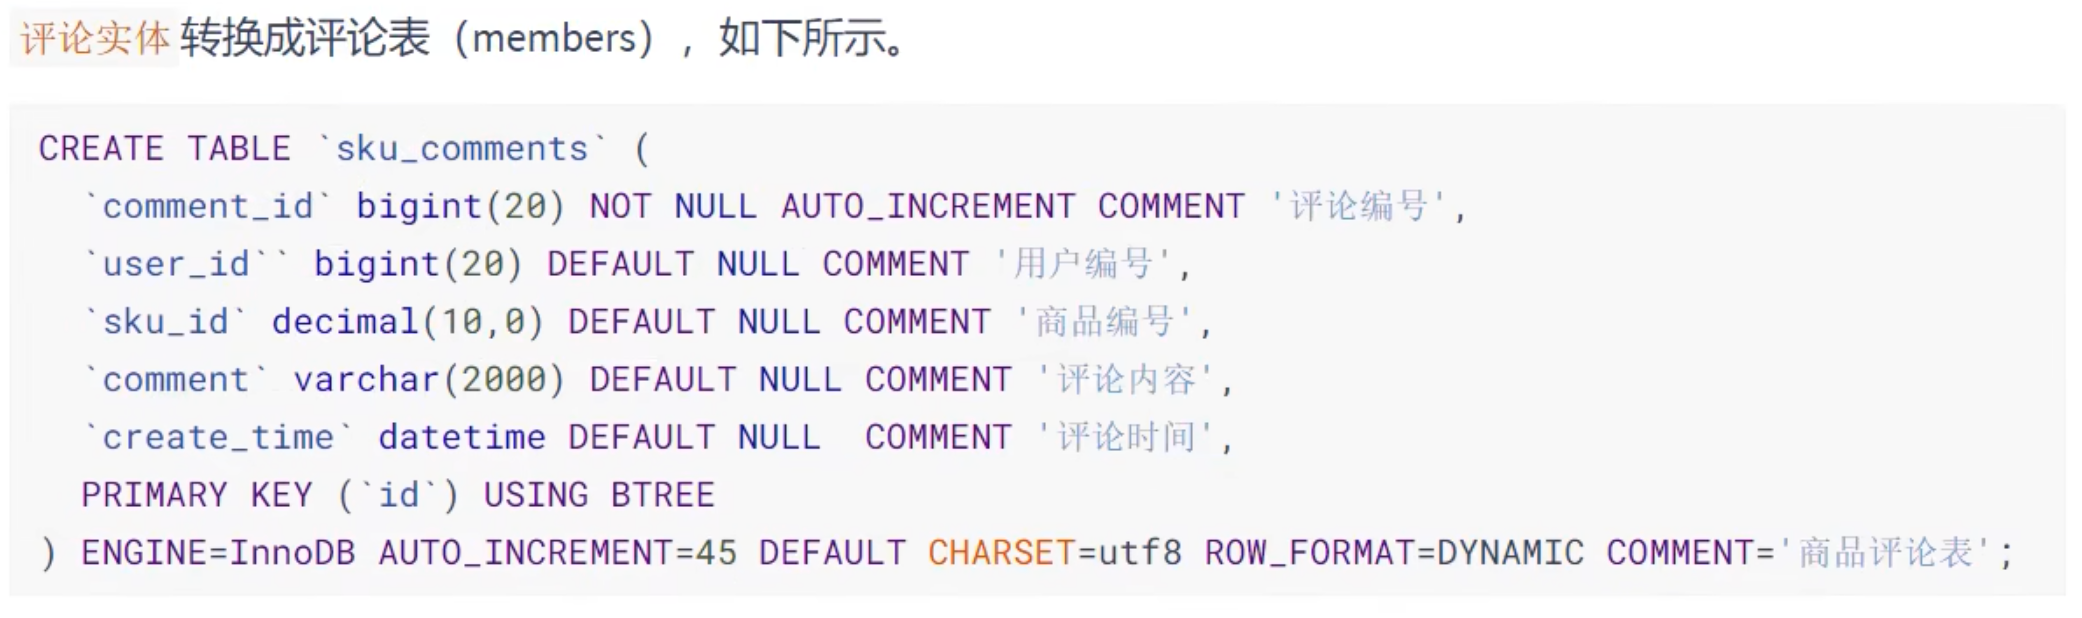 评论实体 转换成评论表（members），如下所示。
CREATE TABLE `sku_comments` (
`comment_id` bigint(20) NOT NULL AUTO_INCREMENT COMMENT '评论编号',
`user_id`` bigint(20) DEFAULT NULL COMMENT '用户编号',
`sku_id` decimal(10,0) DEFAULT NULL COMMENT '商品编号',
`comment` varchar(2000) DEFAULT NULL COMMENT '评论内容',
`create_time` datetime DEFAULT NULL  COMMENT '评论时间',
PRIMARY KEY (`id`) USING BTREE
) ENGINE=InnoDB AUTO_INCREMENT=45 DEFAULT CHARSET=utf8 ROW_FORMAT=DYNAMIC COMMENT='商品评论表';